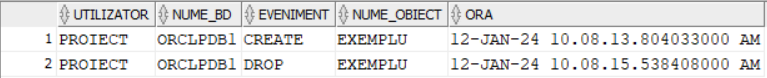 UTILIZATOR NUME_BD EVENIMENT NUME_OBIECT ORA
1 PROIECT ORCLPDB1 CREATE EXEMPLU 12-JAN-24 10.08.13.804033000 AM
2 PROIECT ORCLPDB1 DROP EXEMPLU 12-JAN-24 10.08.15.538408000 AM